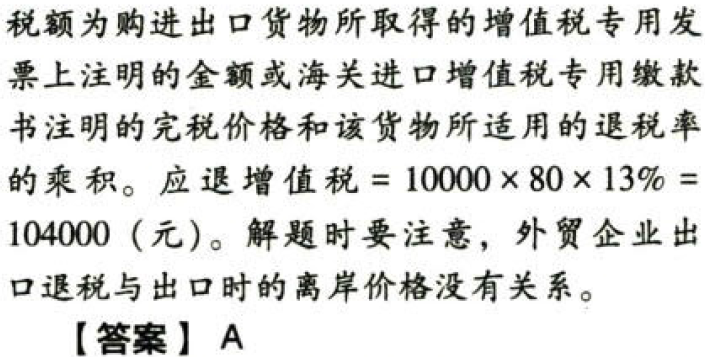 税额为购进出口货物所取得的增值税专用发
票上注明的金额或海关进口增值税专用缴款
书注明的完税价格和该货物所适用的退税率
的乘积。应退增值税 = 10000 × 80 × 13% =
104000（元）。解题时要注意，外贸企业出
口退税与出口时的离岸价格没有关系。
【答案】 A